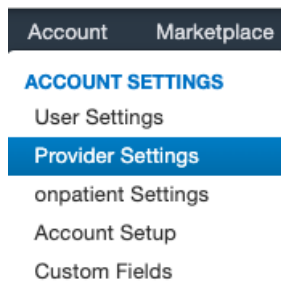 Account Marketplace
ACCOUNT SETTINGS
User Settings
Provider Settings
onpatient Settings
Account Setup
Custom Fields